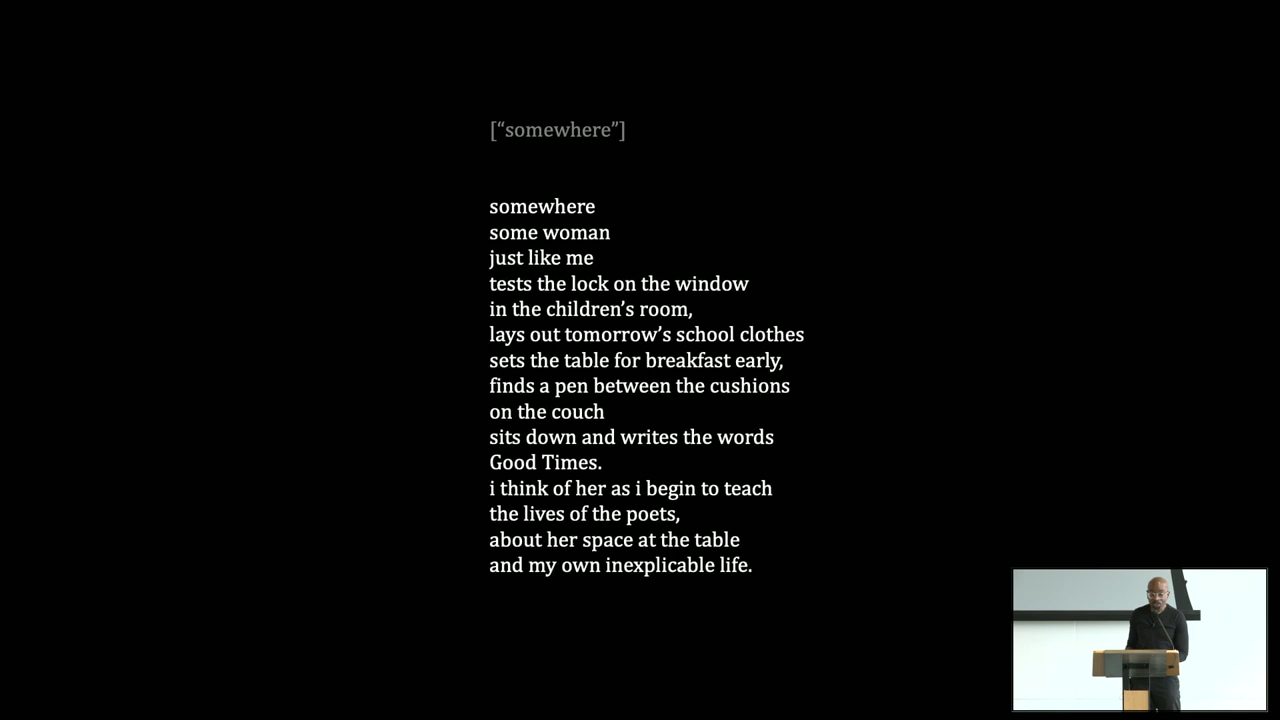 [“somewhere”]
somewhere
some woman
just like me
tests the lock on the window
in the children’s room,
lays out tomorrow’s school clothes
sets the table for breakfast early,
finds a pen between the cushions
on the couch
sits down and writes the words
Good Times.
i think of her as i begin to teach
the lives of the poets,
about her space at the table
and my own inexplicable life.